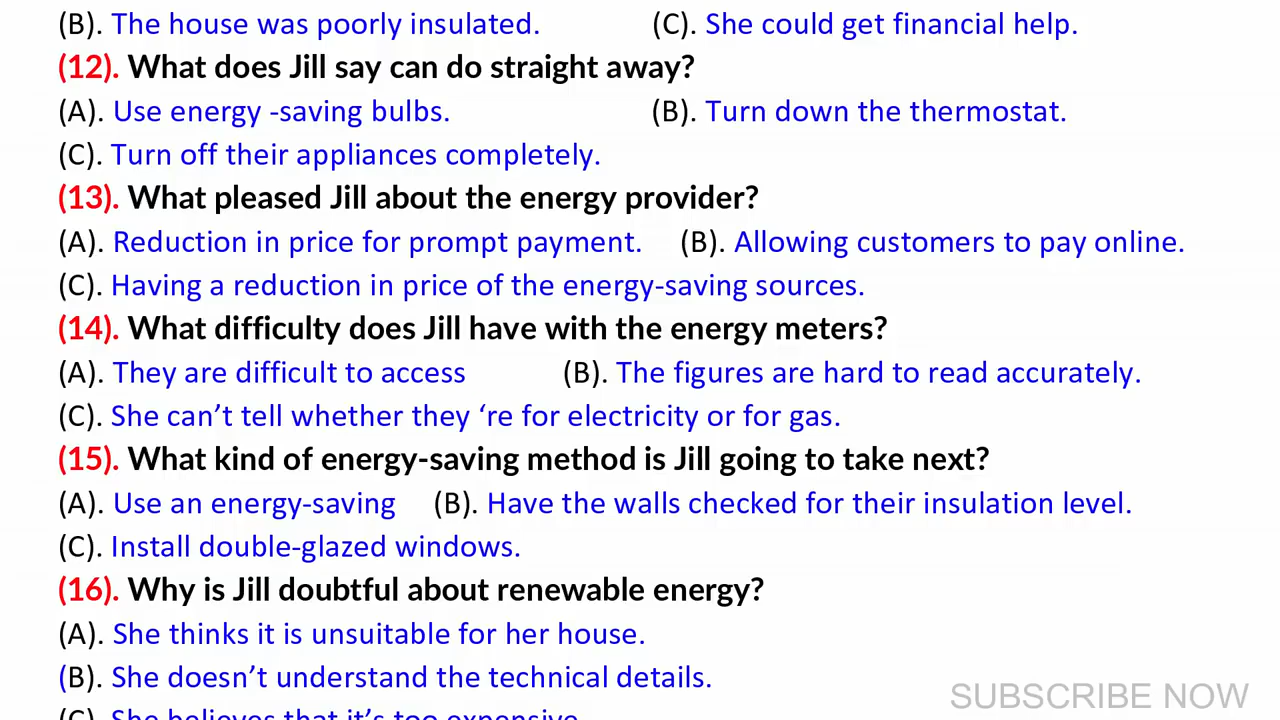 (B). The house was poorly insulated. (C). She could get financial help.
(12). What does Jill say can do straight away?
(A). Use energy -saving bulbs. (B). Turn down the thermostat.
(C). Turn off their appliances completely.
(13). What pleased Jill about the energy provider?
(A). Reduction in price for prompt payment. (B). Allowing customers to pay online.
(C). Having a reduction in price of the energy-saving sources.
(14). What difficulty does Jill have with the energy meters?
(A). They are difficult to access (B). The figures are hard to read accurately.
(C). She can’t tell whether they ‘re for electricity or for gas.
(15). What kind of energy-saving method is Jill going to take next?
(A). Use an energy-saving (B). Have the walls checked for their insulation level.
(C). Install double-glazed windows.
(16). Why is Jill doubtful about renewable energy?
(A). She thinks it is unsuitable for her house.
(B). She doesn’t understand the technical details.
(C). She believes that it’s too expensive
SUBSCRIBE NOW